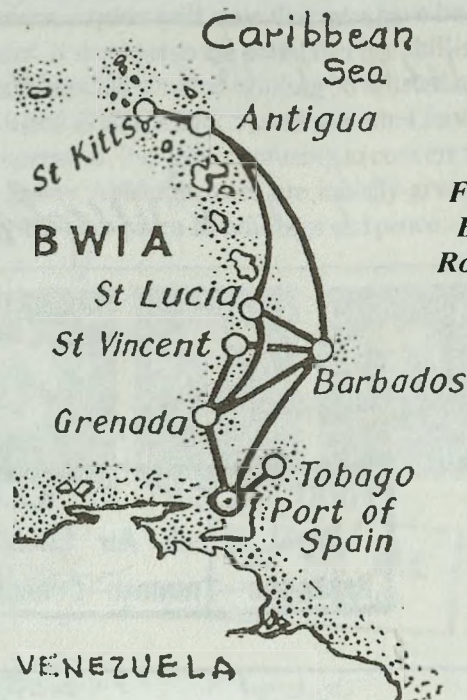 Caribbean
Sea
Antigua
St Kitts
BWIA
St Lucia
St Vincent
Barbados
Grenada
Tobago
Port of
Spain
VENEZUELA